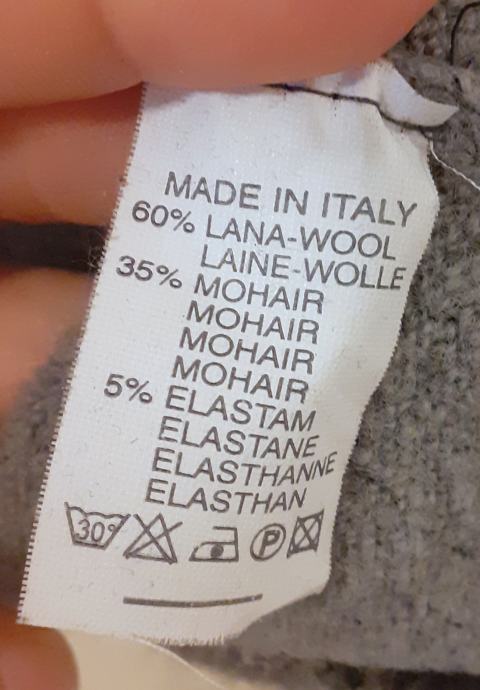 MADE IN ITALY
60% LANA-WOOL
LAINE-WOLLE
35% MOHAIR
MOHAIR
MOHAIR
MOHAIR
5% ELASTAM
ELASTANE
ELASTHANNE
ELASTHAN
30° P